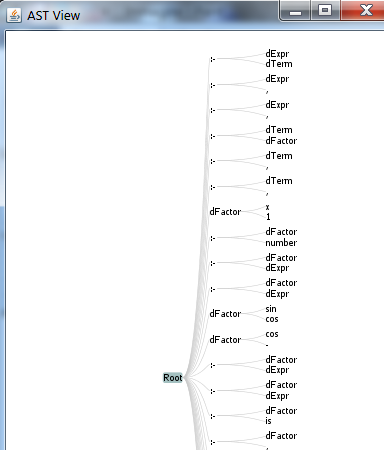 AST View
:- dExpr
dTerm
:- dExpr
,
:- dExpr
,
:- dTerm
dFactor
:- dTerm
,
:- dTerm
,
dFactor x
1
:- dFactor
number
:- dFactor
dExpr
:- dFactor
dExpr
dFactor sin
cos
dFactor cos
-
:- dFactor
dExpr
Root
:- dFactor
dExpr
:- dFactor
is
:- dFactor
,